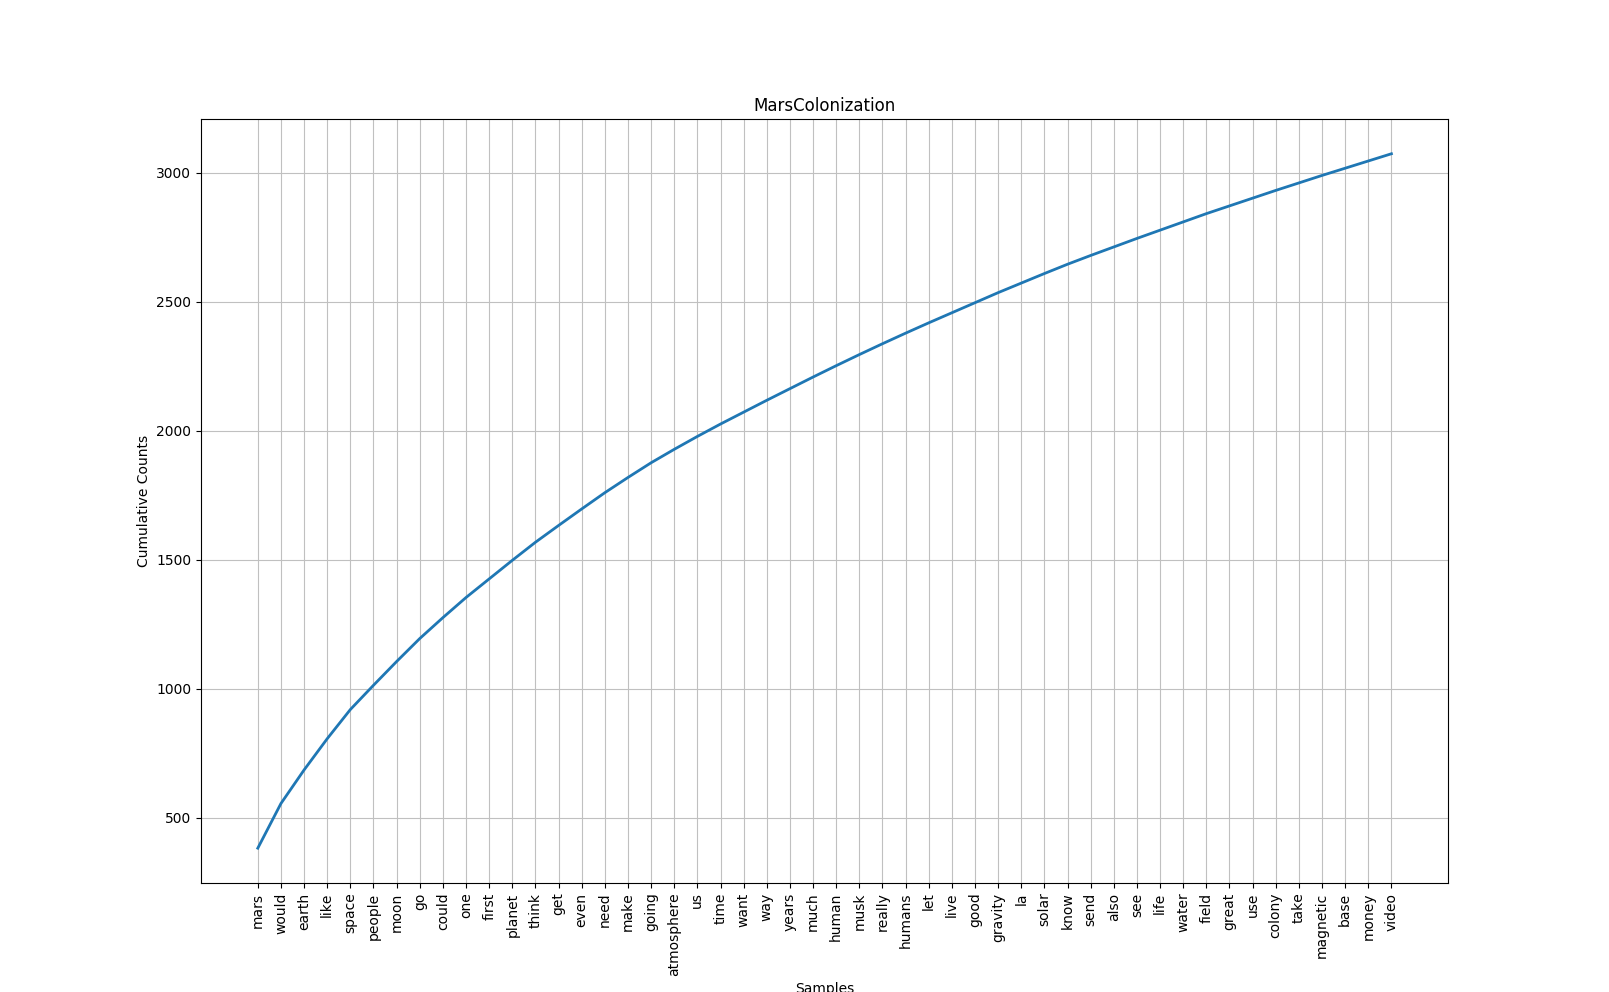 MarsColonization
3000
2500
2000
1500
1000
500
Cumulative Counts
mars
would
earth
like
space
people
moon
go
could
one
first
planet
think
get
even
need
make
going
atmosphere
us
time
want
way
years
much
human
musk
really
humans
let
live
good
gravity
la
solar
know
send
also
see
life
water
field
great
use
colony
take
magnetic
base
money
video
Samples